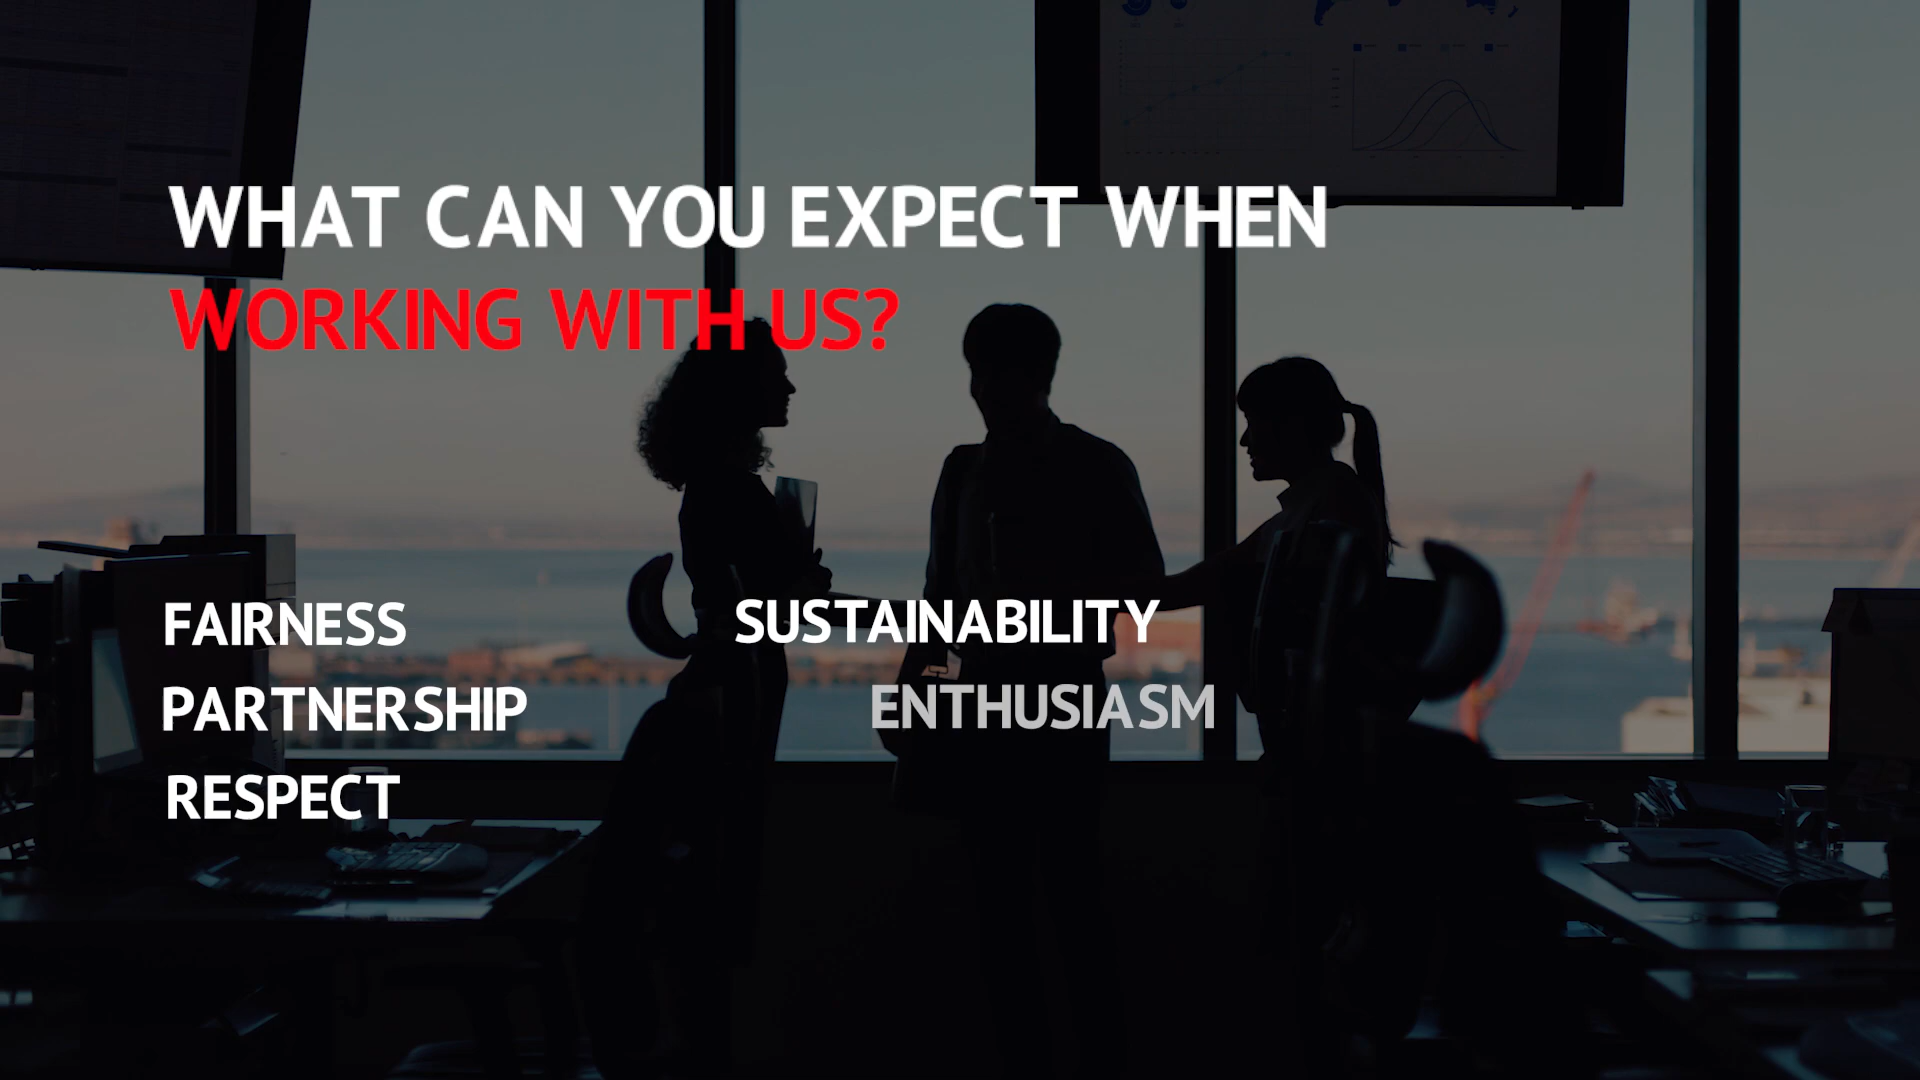 WHAT CAN YOU EXPECT WHEN
WORKING WITH US?
FAIRNESS
PARTNERSHIP
RESPECT
SUSTAINABILITY
ENTHUSIASM